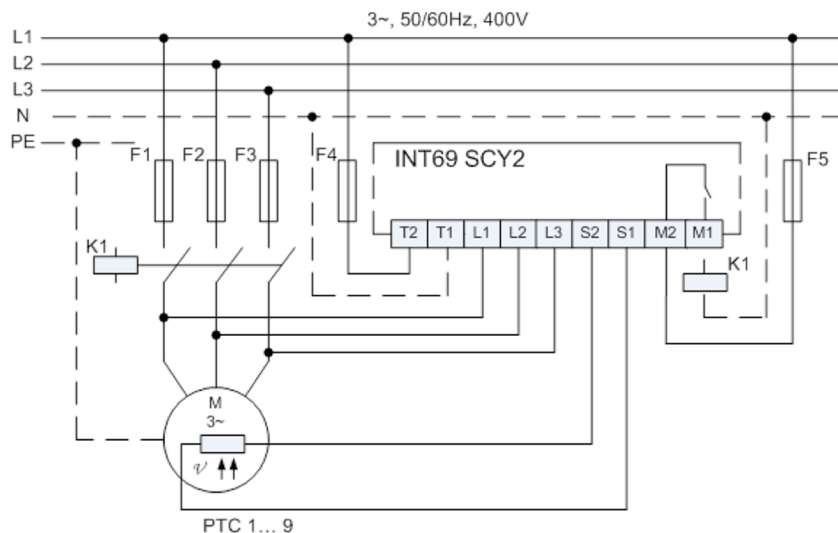 3~, 50/60Hz, 400V
L1
L2
L3
N
PE
F1 F2 F3 F4 INT69 SCY2 F5
T2 T1 L1 L2 L3 S2 S1 M2 M1
K1 K1
M
3~
𝒱
PTC 1... 9